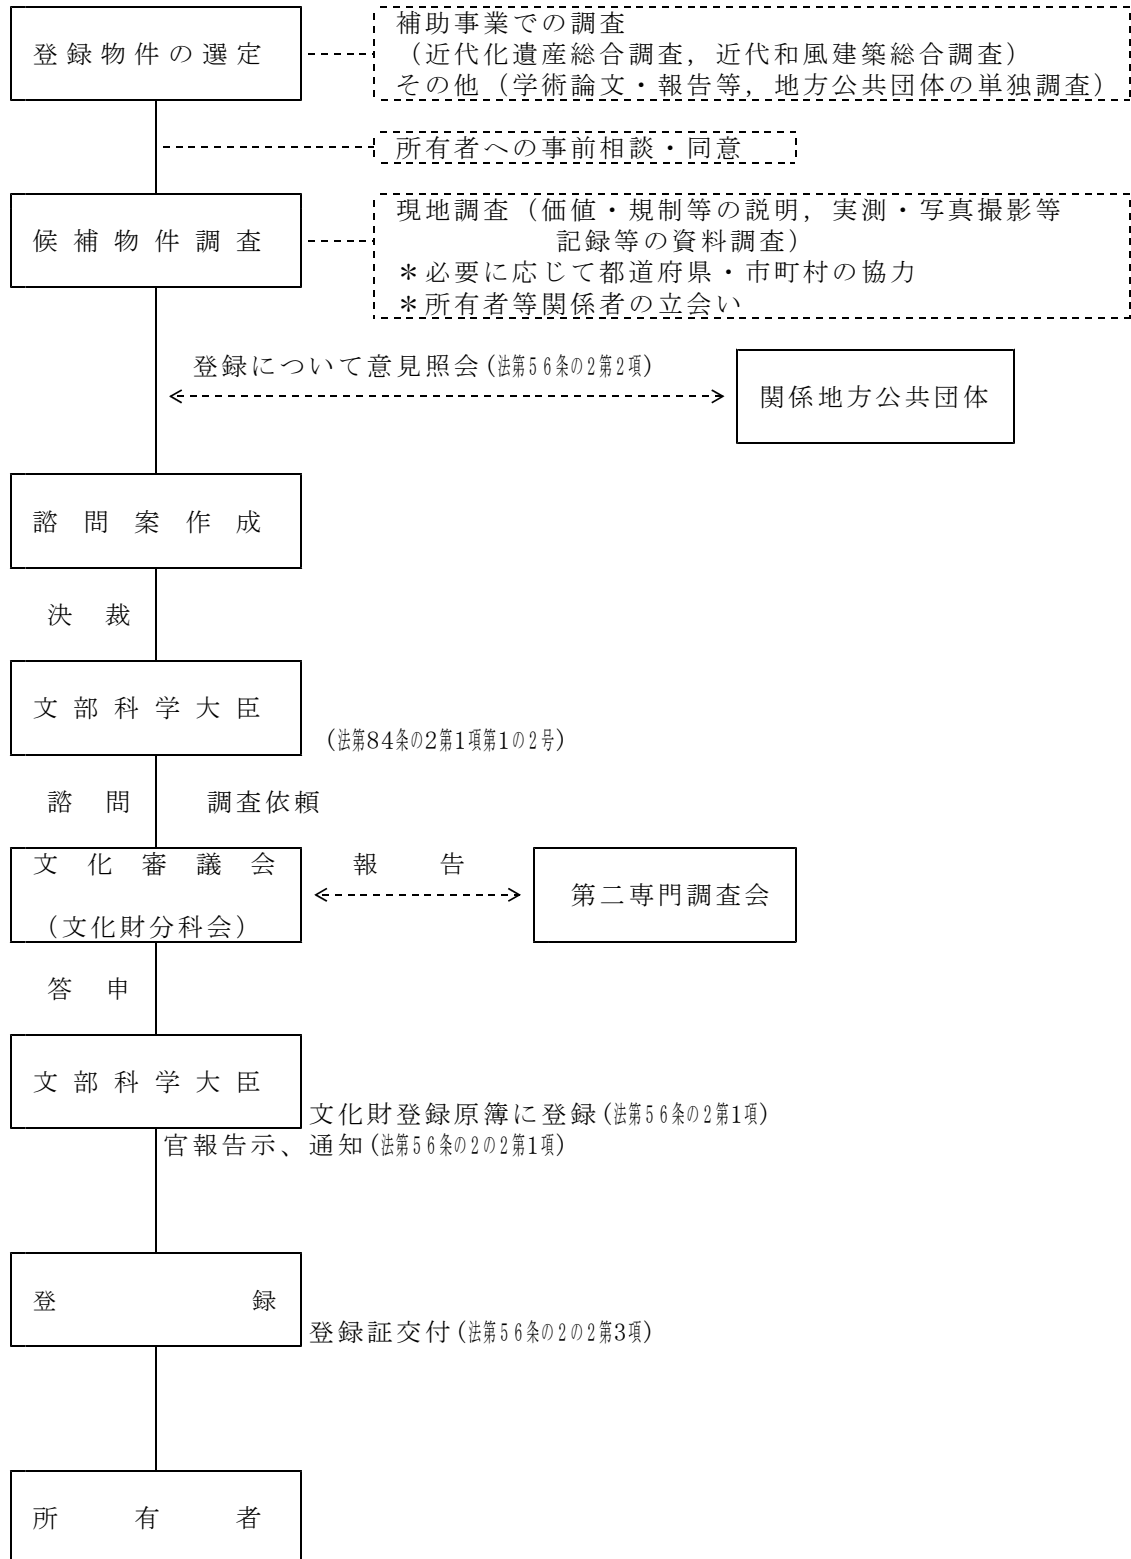 登録物件の選定
補助事業での調査
（近代化遺産総合調査，近代和風建築総合調査）
その他（学術論文・報告等，地方公共団体の単独調査）
所有者への事前相談・同意
候補物件調査
現地調査（価値・規制等の説明，実測・写真撮影等
記録等の資料調査）
＊必要に応じて都道府県・市町村の協力
＊所有者等関係者の立会い
登録について意見照会(法第56条の2第2項)
関係地方公共団体
諮問案作成
決裁
文部科学大臣
(法第84条の2第1項第1の2号)
諮問　調査依頼
文化審議会
（文化財分科会）
報告
第二専門調査会
答申
文部科学大臣
文化財登録原簿に登録(法第56条の2第1項)
官報告示、通知(法第56条の2の2第1項)
登録
登録証交付(法第56条の2の2第3項)
所有者